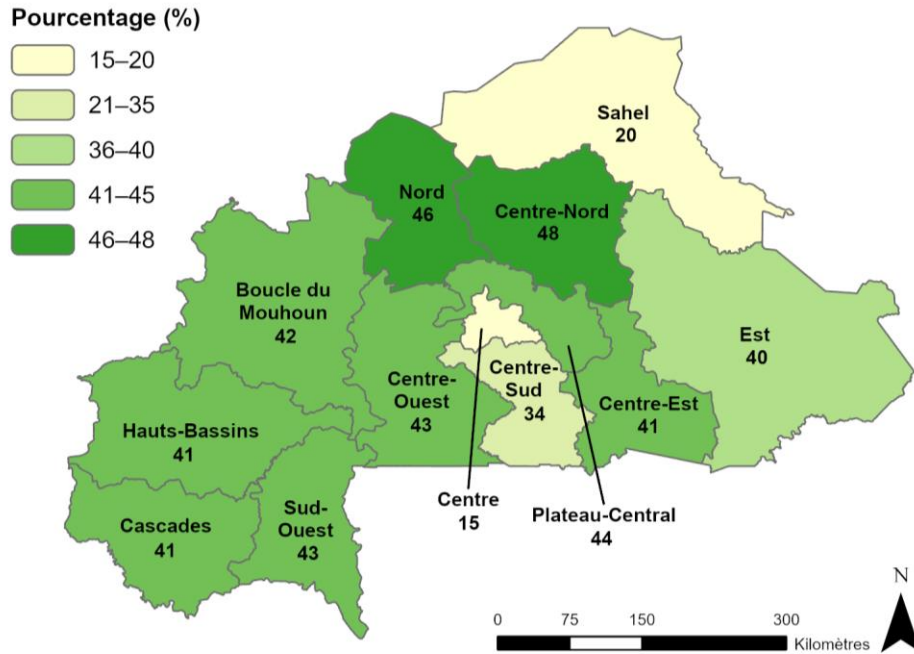 Pourcentage (%)
15–20
21–35
36–40
41–45
46–48
Sahel
20
Nord
46
Centre-Nord
48
Boucle du
Mouhoun
42
Est
40
Centre-
Ouest
43
Centre-
Sud
34
Centre-Est
41
Hauts-Bassins
41
Centre
15
Plateau-Central
44
Cascades
41
Sud-
Ouest
43
N
0 75 150 300
Kilomètres